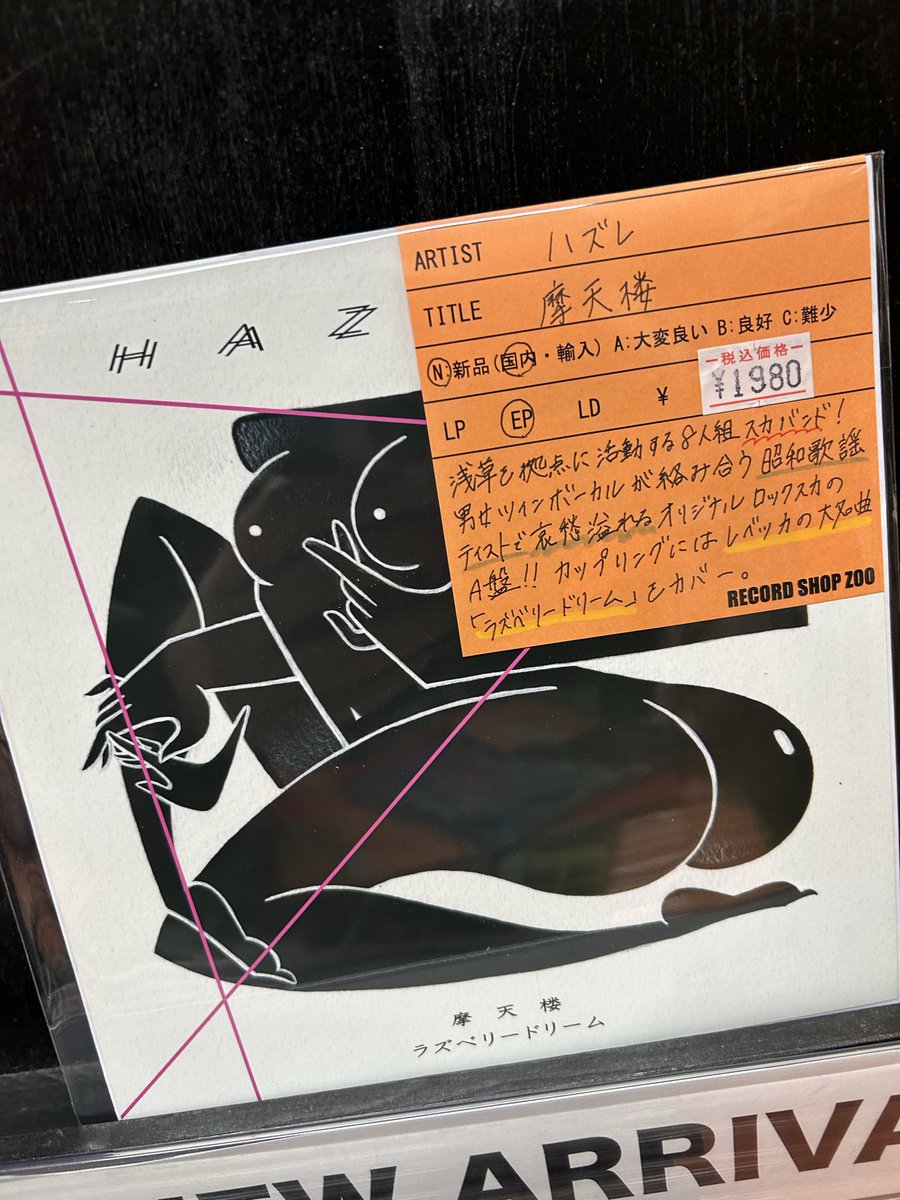 H A Z
ARTIST ハズレ
TITLE 摩天楼
N:新品(国内・輸入) A:大変良い B:良好 C:難少
税込価格
LP EP LD ¥ ¥1980
浅草を拠点に活動する8人組スカバンド!
男女ツインボーカルが絡み合う昭和歌謡
テイストで哀愁溢れるオリジナルロックスカの
A盤!! カップリングにはレベッカの大名曲
「ラズベリードリーム」をカバー。
RECORD SHOP ZOO
摩天楼
ラズベリードリーム
NEW ARRIVA